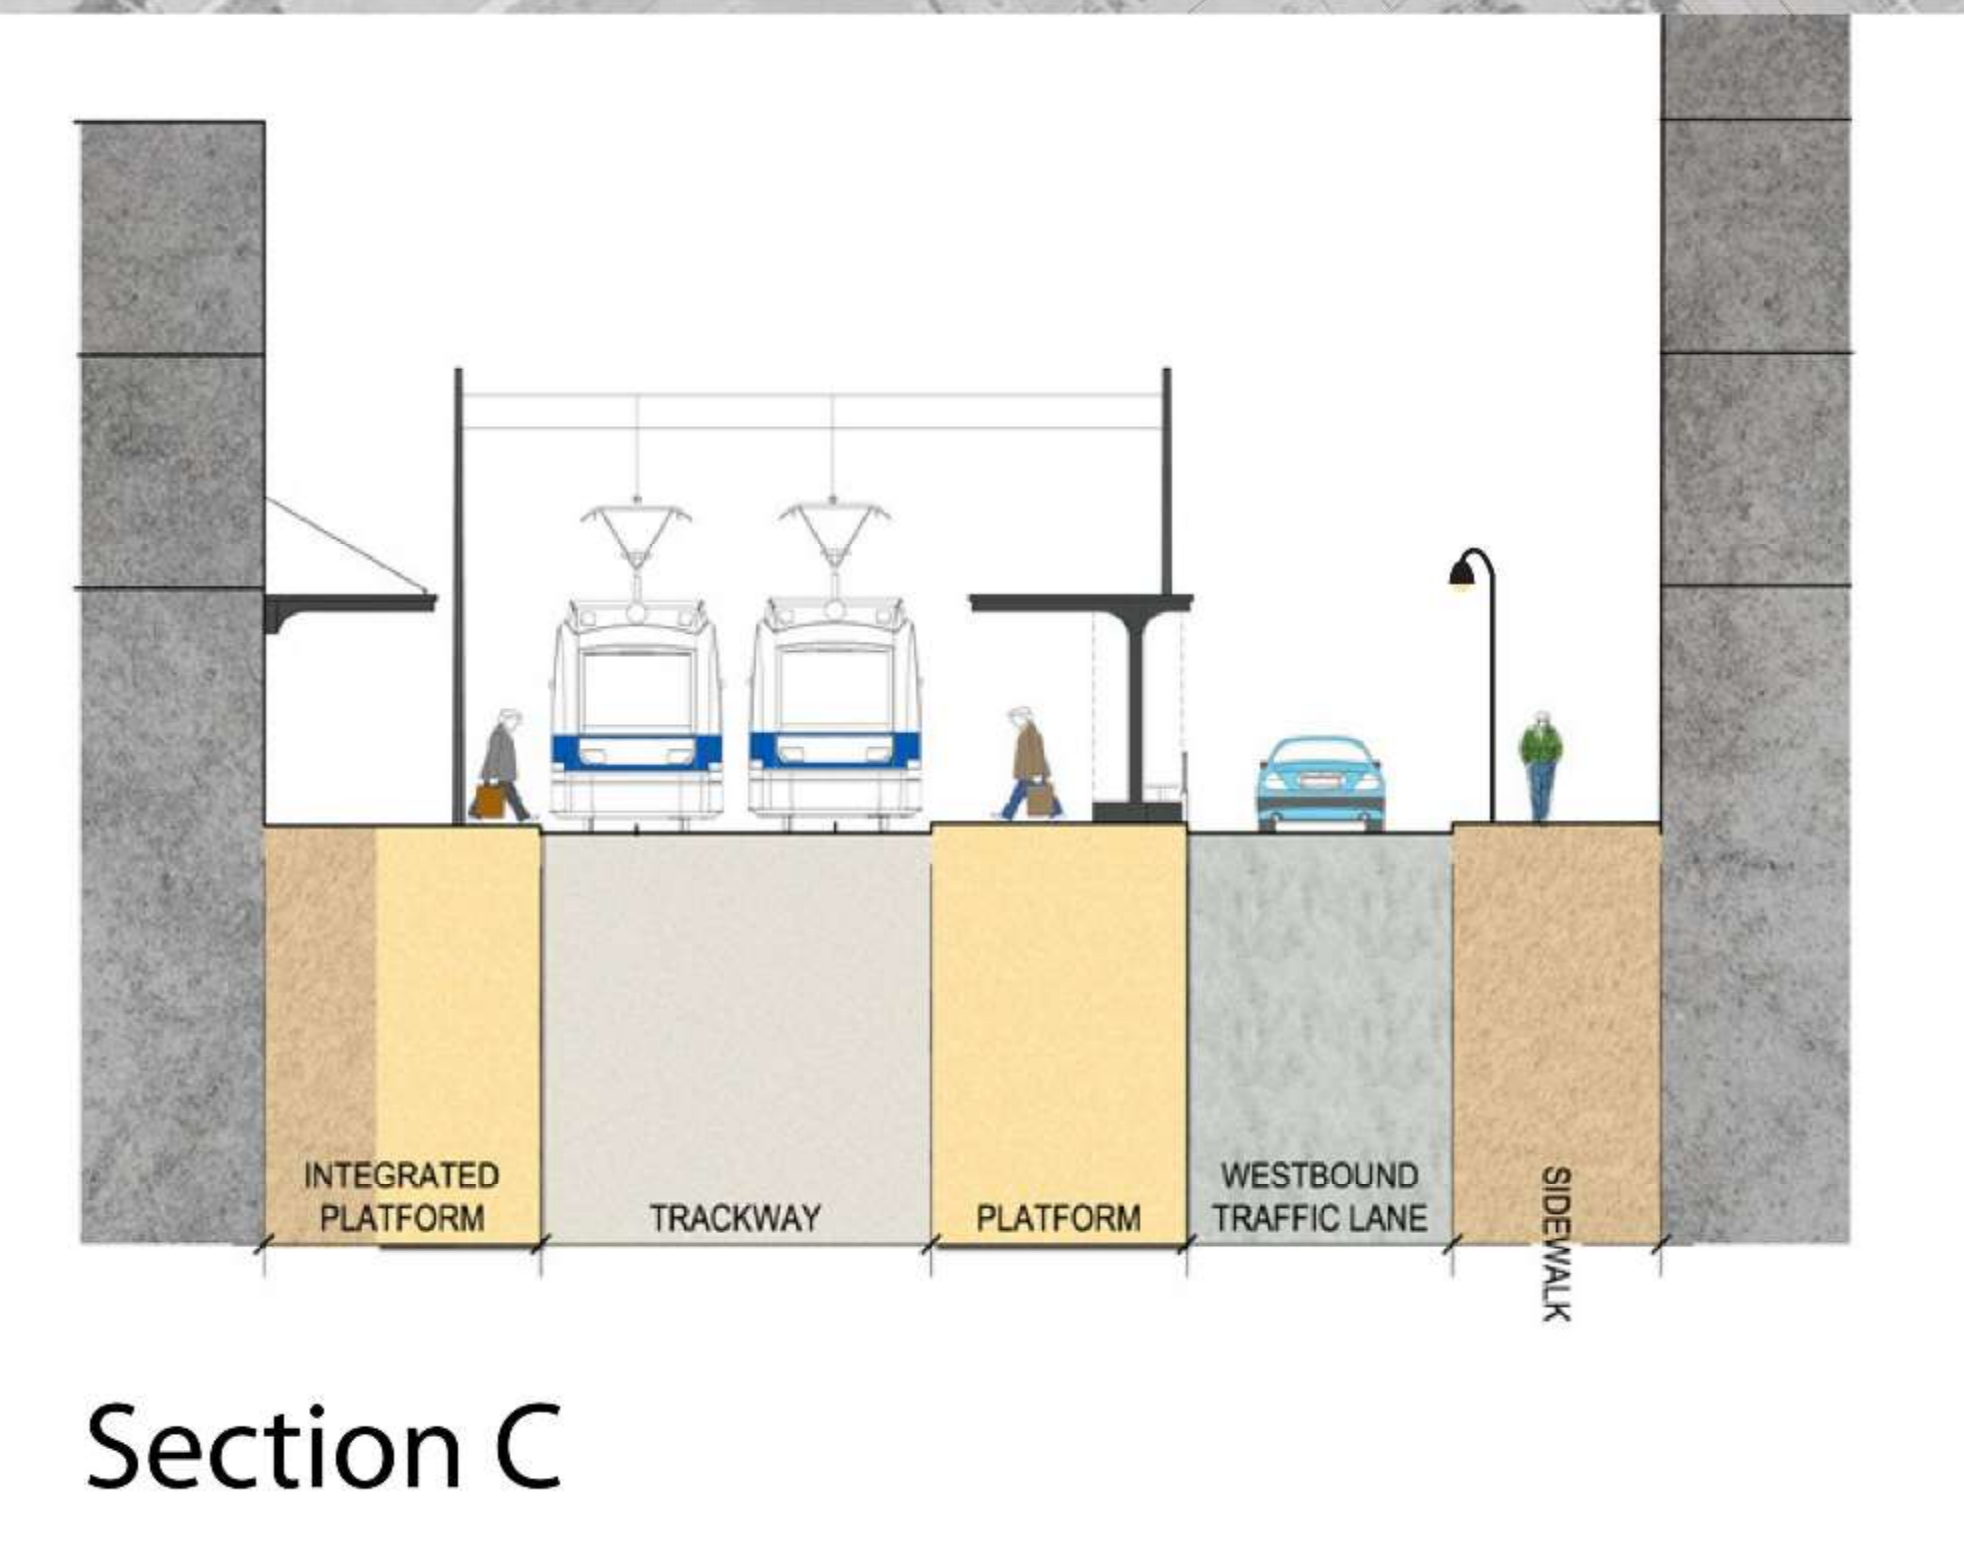 INTEGRATED
PLATFORM
TRACKWAY
PLATFORM
WESTBOUND
TRAFFIC LANE
SIDEWALK
Section C